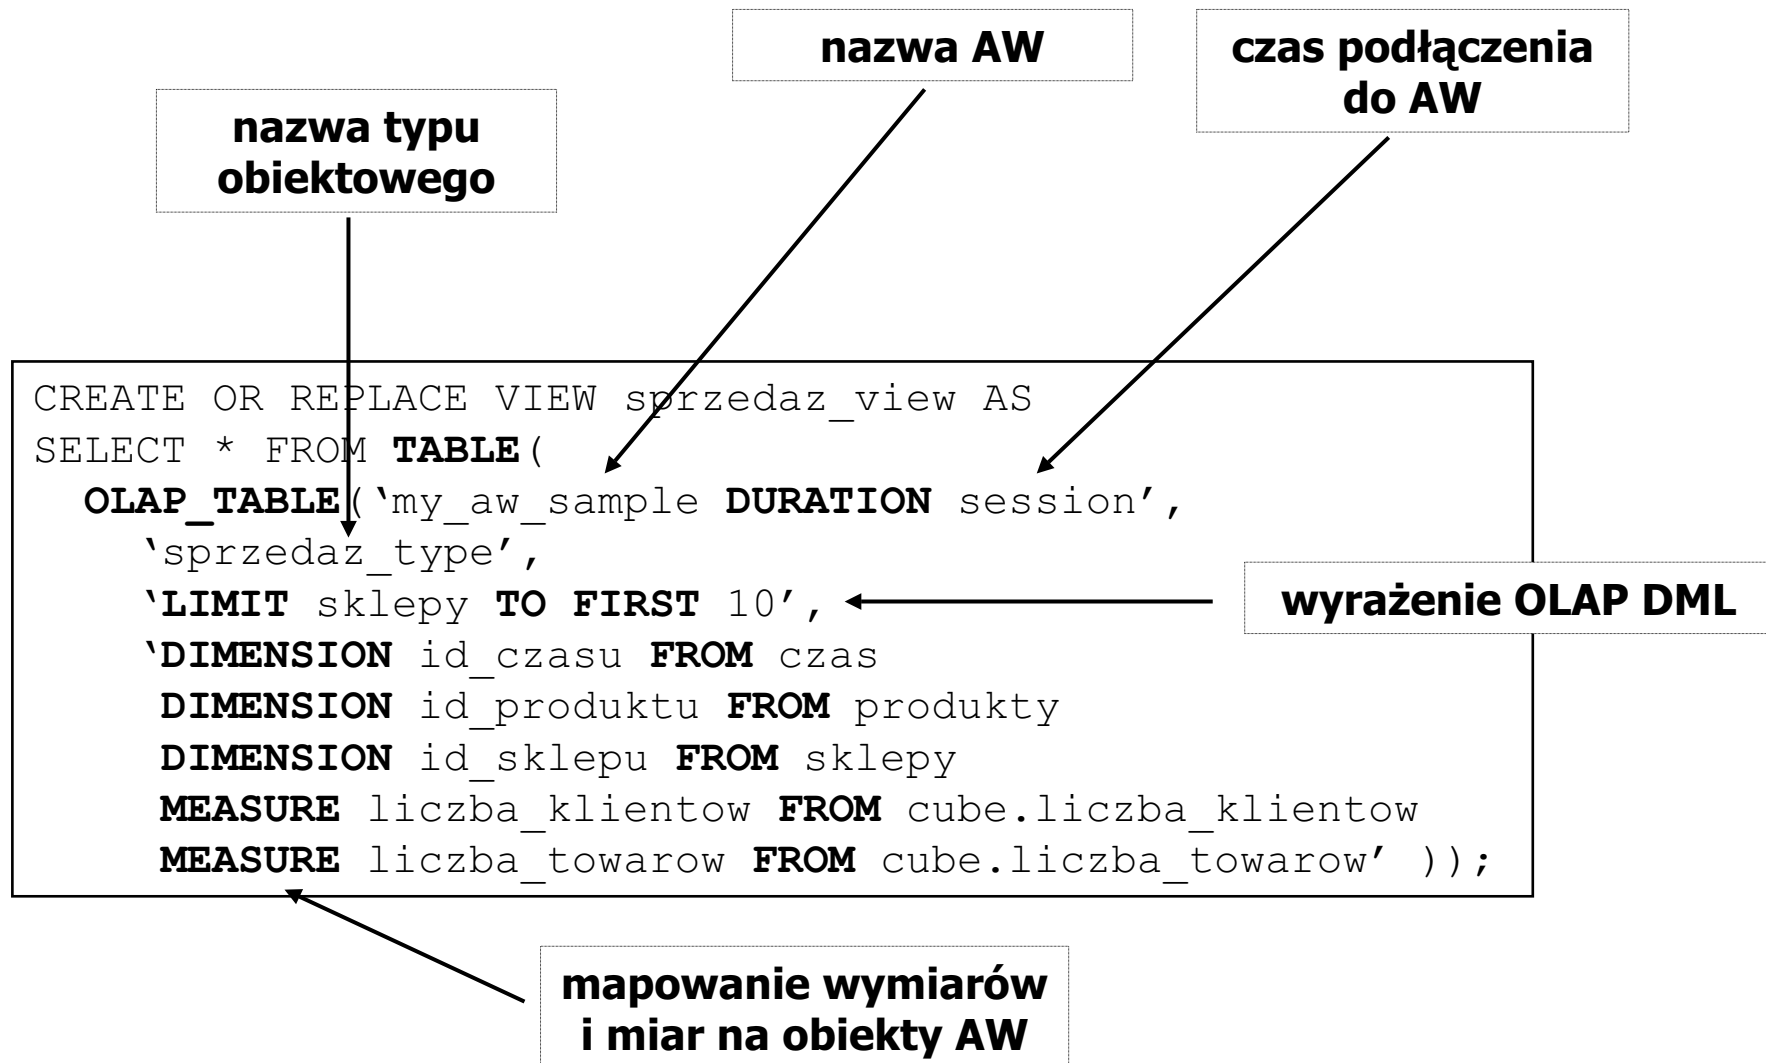 nazwa AW
czas podłączenia
do AW
nazwa typu
obiektowego
CREATE OR REPLACE VIEW sprzedaz_view AS
SELECT * FROM TABLE(
OLAP_TABLE(‘my_aw_sample DURATION session’,
‘sprzedaz_type’,
‘LIMIT sklepy TO FIRST 10’,
wyrażenie OLAP DML
‘DIMENSION id_czasu FROM czas
DIMENSION id_produktu FROM produkty
DIMENSION id_sklepu FROM sklepy
MEASURE liczba_klientow FROM cube.liczba_klientow
MEASURE liczba_towarow FROM cube.liczba_towarow’ ));
mapowanie wymiarów
i miar na obiekty AW